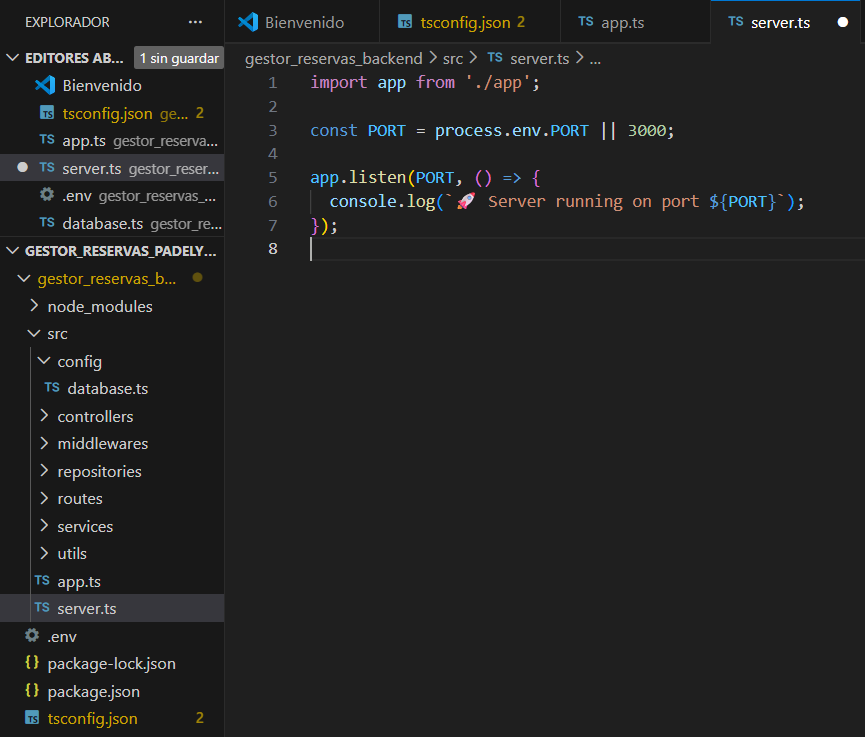 EXPLORADOR ...
EDITORES AB... 1 sin guardar
Bienvenido
TS tsconfig.json ge... 2
TS app.ts gestor_reserva...
TS server.ts gestor_reser...
.env gestor_reservas_...
TS database.ts gestor_re...
GESTOR_RESERVAS_PADELY...
gestor_reservas_b...
node_modules
src
config
TS database.ts
controllers
middlewares
repositories
routes
services
utils
TS app.ts
TS server.ts
.env
{} package-lock.json
{} package.json
TS tsconfig.json 2
Bienvenido TS tsconfig.json 2 TS app.ts TS server.ts
gestor_reservas_backend > src > TS server.ts > ...
1 import app from './app';
2
3 const PORT = process.env.PORT || 3000;
4
5 app.listen(PORT, () => {
6 console.log(`🚀 Server running on port ${PORT}`);
7 });
8